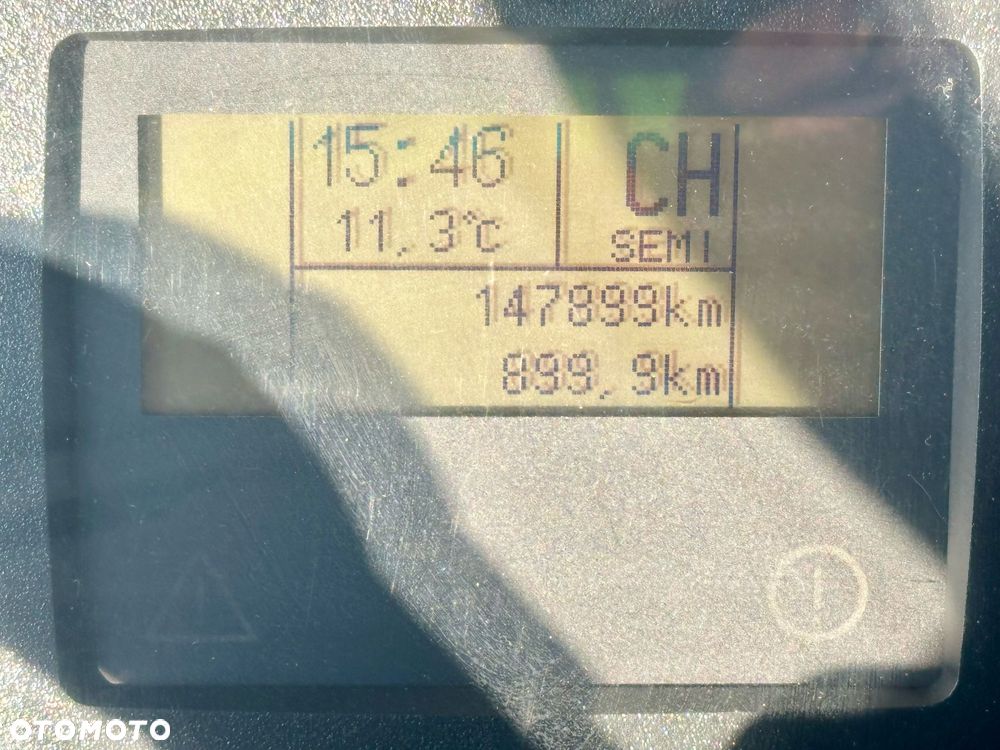 15:46
CH
11,3°C
SEMI
147899km
899,9km
OTOMOTO